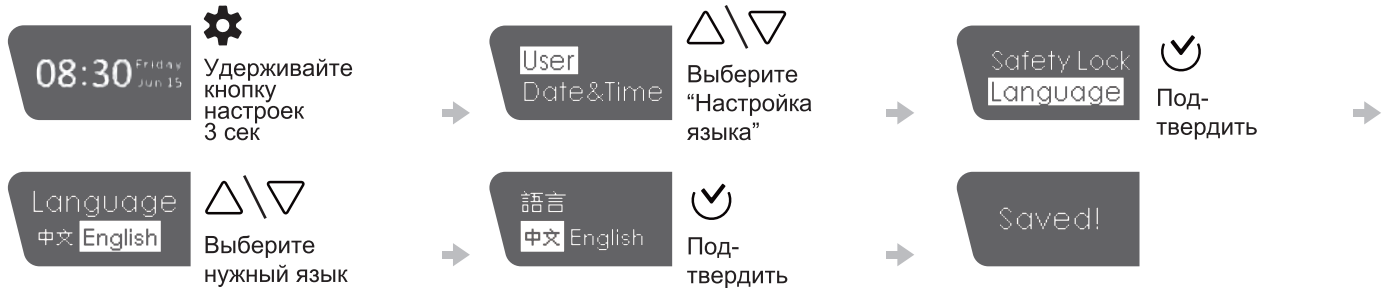 08:30 Friday
Jun 15
Удерживайте
кнопку
настроек
3 сек
User
Date&Time
Выберите
“Настройка
языка”
Safety Lock
Language
Под-
твердить
Language
中文 English
Выберите
нужный язык
語言
中文 English
Под-
твердить
Saved!